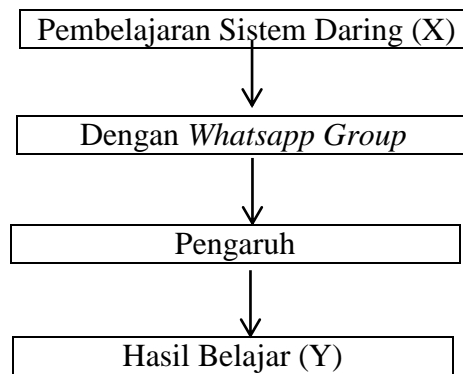 Pembelajaran Sistem Daring (X)
Dengan Whatsapp Group
Pengaruh
Hasil Belajar (Y)